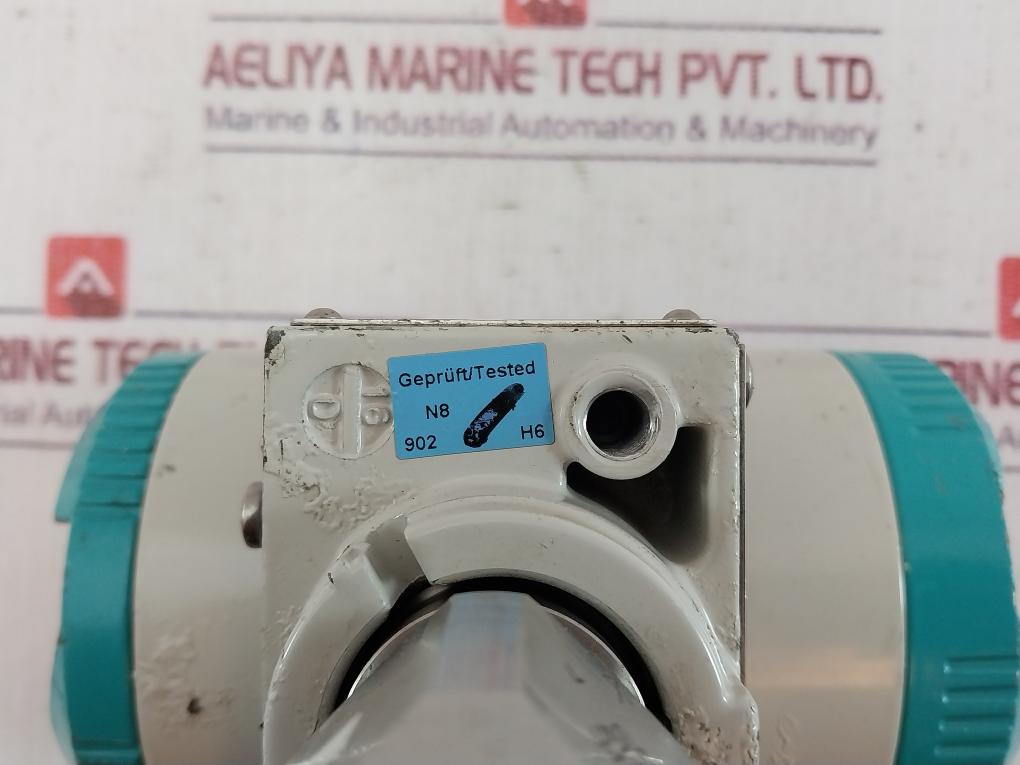 AELIYA MARINE TECH PVT. LTD.
Marine & Industrial Automation & Machinery
Geprüft/Tested
N8
902 H6